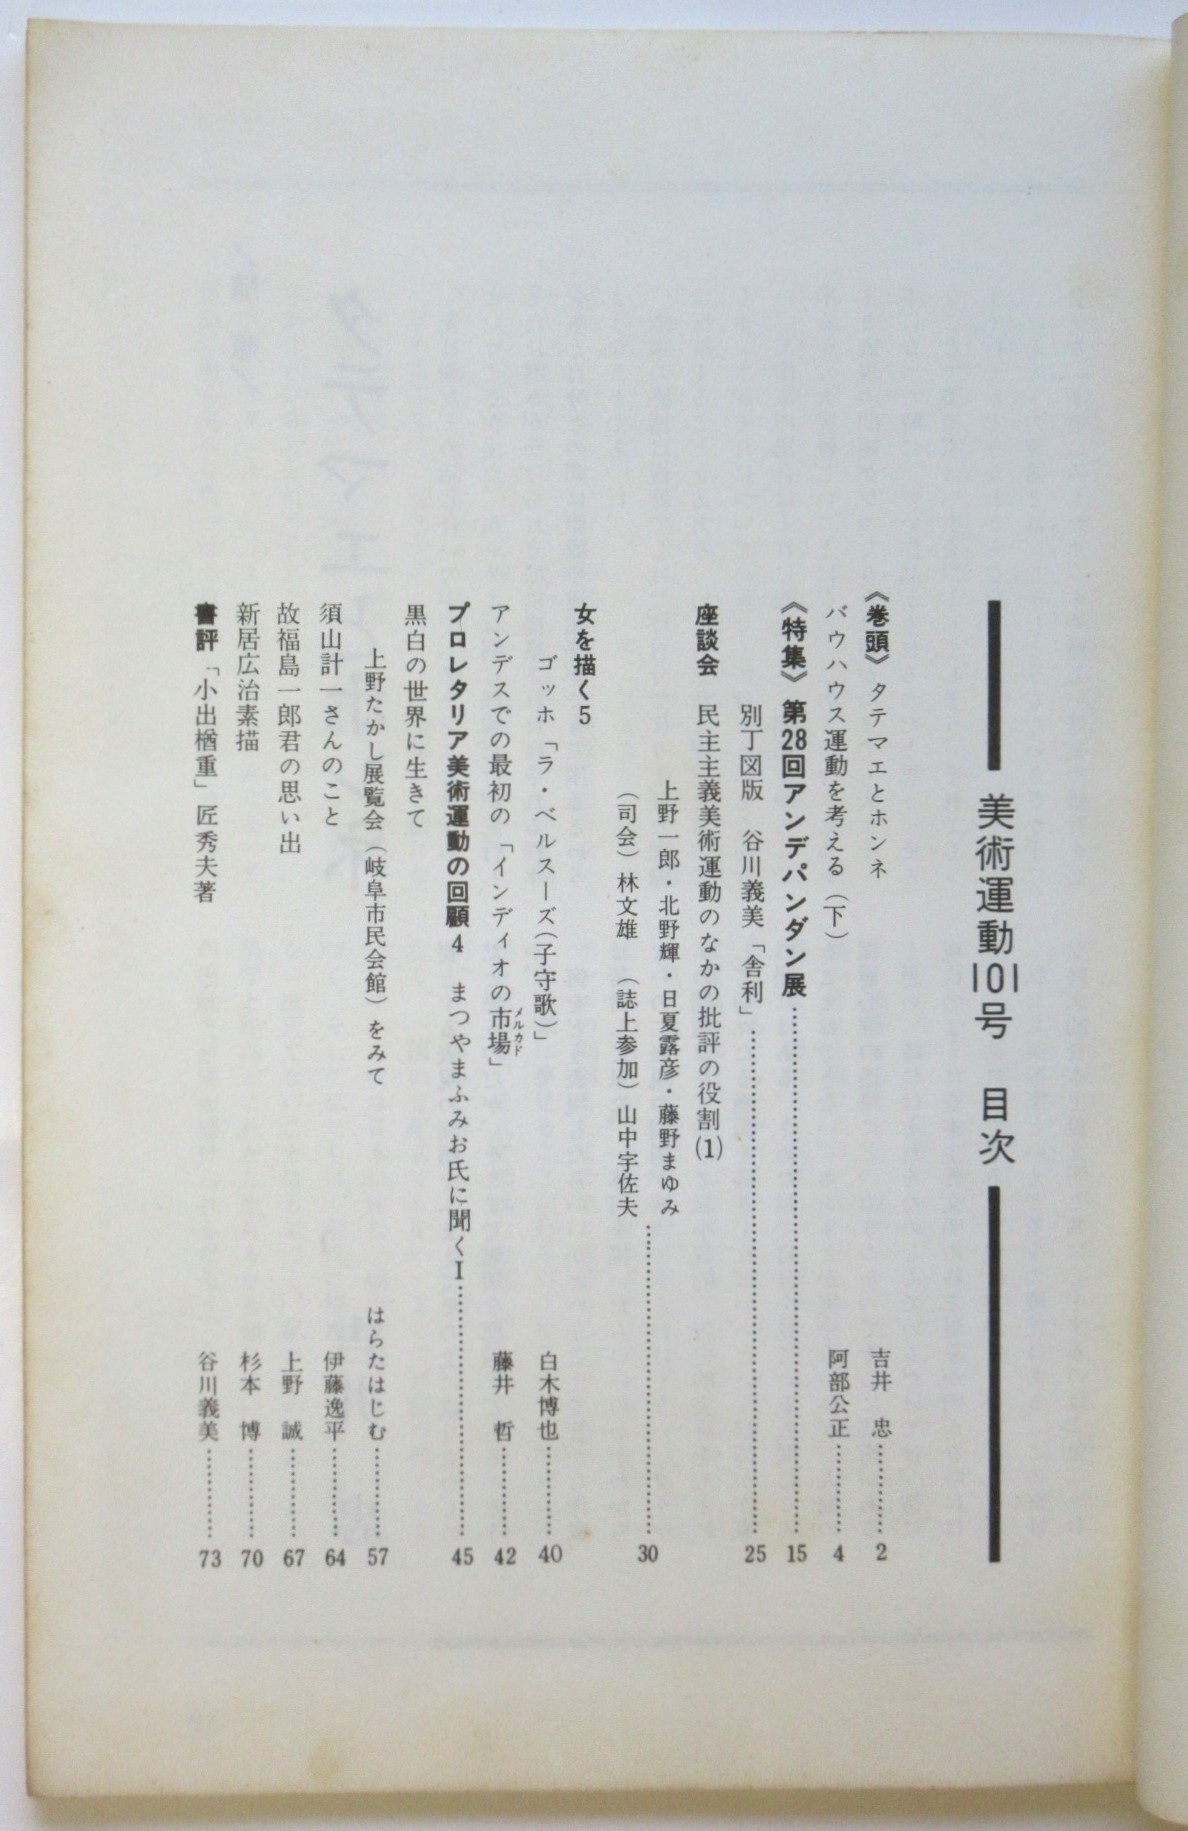 美術運動101号 目次
《巻頭》タテマエとホンネ 吉井 忠………2
バウハウス運動を考える（下） 阿部公正………4
《特集》第28回アンデパンダン展………15
別丁図版 谷川義美「舎利」………25
座談会 民主主義美術運動のなかの批評の役割(1)
上野一郎・北野輝・日夏露彦・藤野まゆみ
（司会）林文雄 （誌上参加）山中宇佐夫………30
女を描く5
ゴッホ「ラ・ベルスーズ（子守歌）」 白木博也………40
アンデスでの最初の「インディオの市場」 藤井 哲………42
メルカド
プロレタリア美術運動の回顧4 まつやまふみお氏に聞くI………45
黒白の世界に生きて
上野たかし展覧会（岐阜市民会館）をみて はらたはじむ………57
須山計一さんのこと 伊藤逸平………64
故福島一郎君の思い出 上野 誠………67
新居広治素描 杉本 博………70
書評「小出楢重」匠秀夫著 谷川義美………73